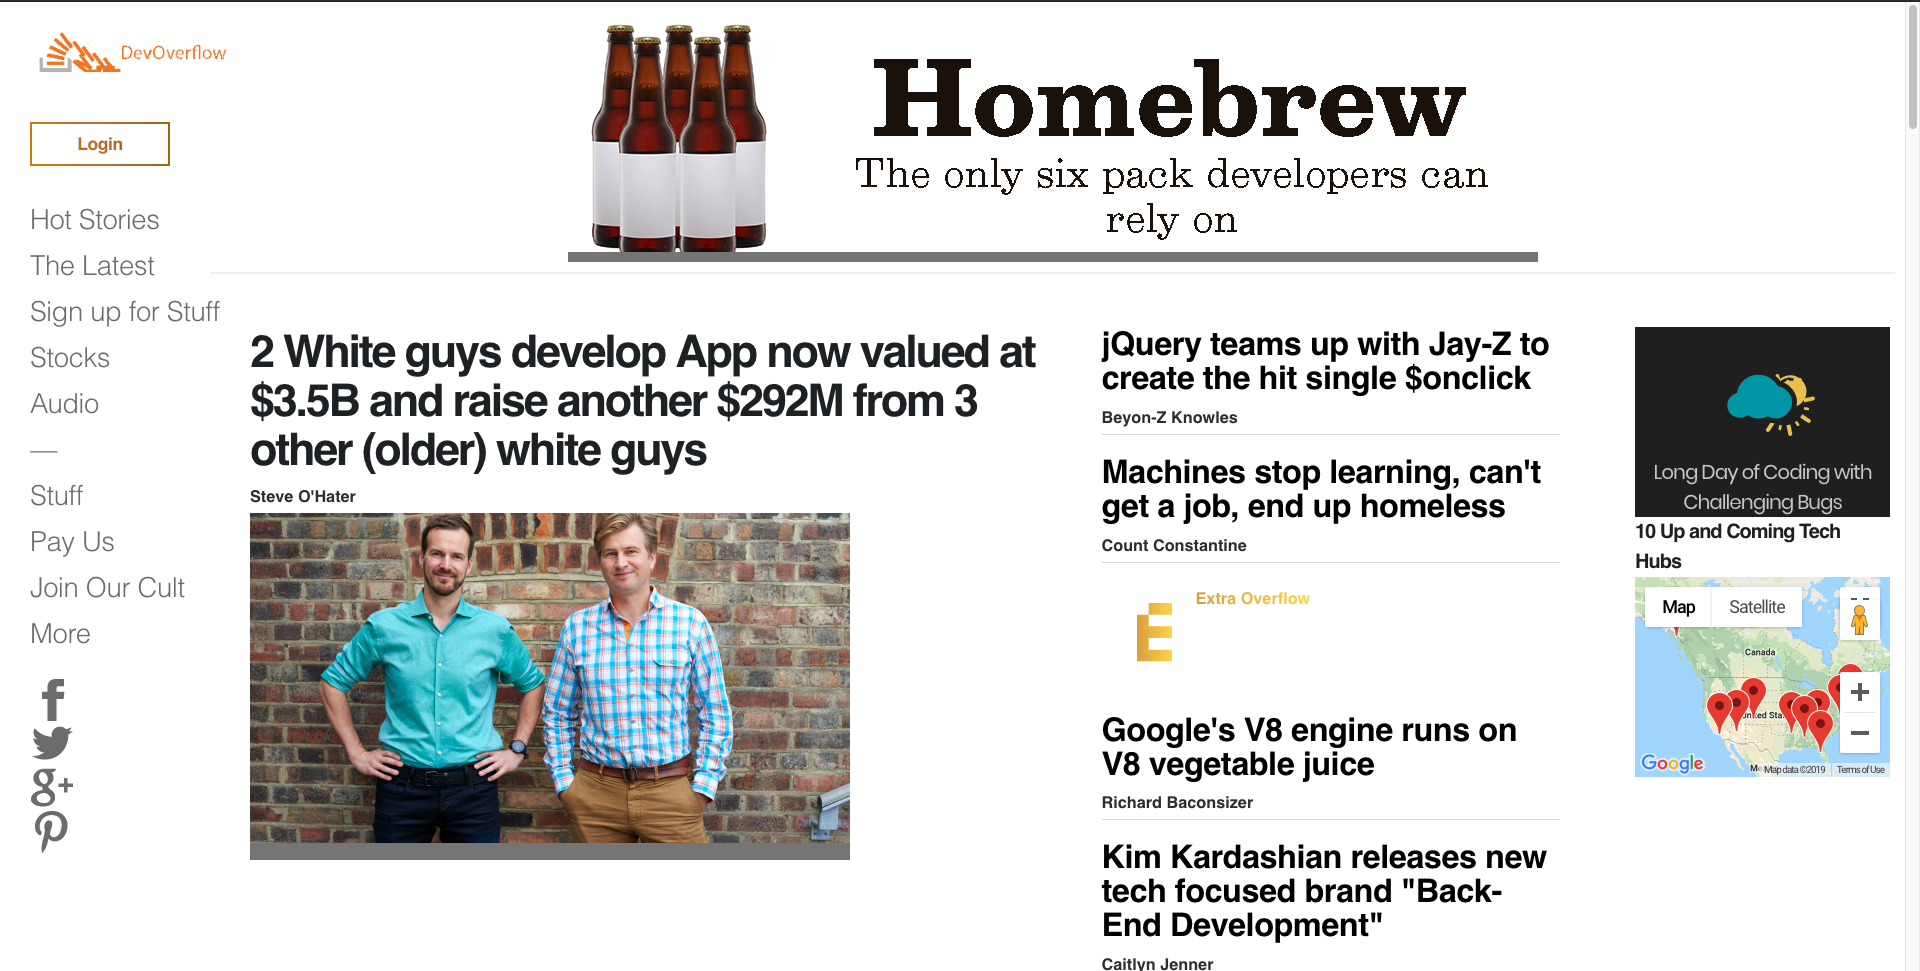 DevOverflow
Login
Hot Stories
The Latest
Sign up for Stuff
Stocks
Audio
—
Stuff
Pay Us
Join Our Cult
More
Homebrew
The only six pack developers can
rely on
2 White guys develop App now valued at
$3.5B and raise another $292M from 3
other (older) white guys
Steve O'Hater
jQuery teams up with Jay-Z to
create the hit single $onclick
Beyon-Z Knowles
Machines stop learning, can't
get a job, end up homeless
Count Constantine
E
Extra Overflow
Google's V8 engine runs on
V8 vegetable juice
Richard Baconsizer
Kim Kardashian releases new
tech focused brand "Back-
End Development"
Caitlyn Jenner
Long Day of Coding with
Challenging Bugs
10 Up and Coming Tech
Hubs
Map Satellite
Canada
Google
Map data ©2019 Terms of Use